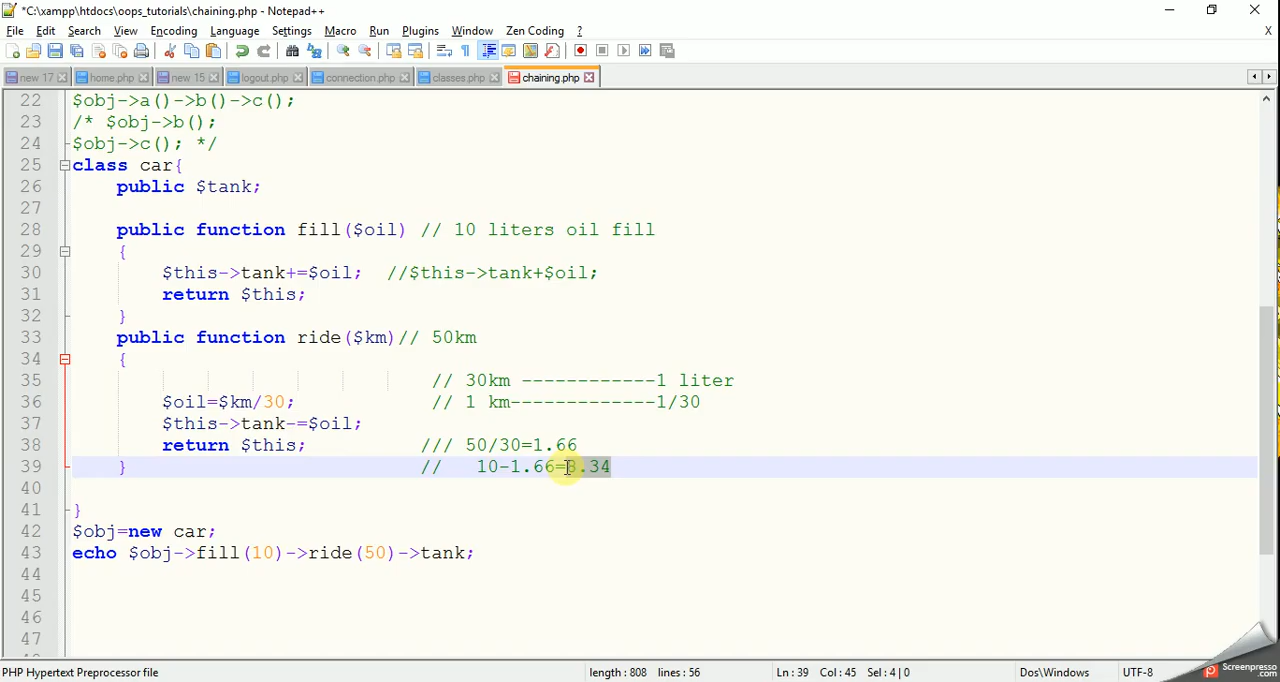 *C:\xampp\htdocs\oops_tutorials\chaining.php - Notepad++
File Edit Search View Encoding Language Settings Macro Run Plugins Window Zen Coding ? X
new 17 home.php new 15 logout.php connection.php classes.php chaining.php
22 $obj->a()->b()->c();
23 /* $obj->b();
24 $obj->c(); */
25 class car{
26 public $tank;
27
28 public function fill($oil) // 10 liters oil fill
29 {
30 $this->tank+=$oil; //$this->tank+$oil;
31 return $this;
32 }
33 public function ride($km)// 50km
34 {
35 // 30km ------------1 liter
36 $oil=$km/30; // 1 km-------------1/30
37 $this->tank-=$oil;
38 return $this; /// 50/30=1.66
39 } // 10-1.66=8.34
40
41 }
42 $obj=new car;
43 echo $obj->fill(10)->ride(50)->tank;
44
45
46
47
PHP Hypertext Preprocessor file length : 808 lines : 56 Ln : 39 Col : 45 Sel : 4 | 0 Dos\Windows UTF-8
Screenpresso
.com